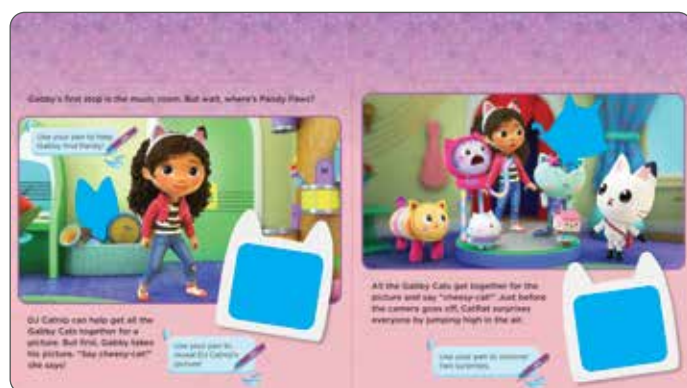 Gabby's first stop is the music room. But wait, where's Pandy Paws?
Use your pen to help
Gabby find Pandy!
DJ Catnip can help get all the
Gabby Cats together for a
picture. But first, Gabby takes
his picture. "Say cheesy-cat!"
she says!
Use your pen to
reveal DJ Catnip's
picture!
All the Gabby Cats get together for the
picture and say "cheesy-cat!" Just before
the camera goes off, CatRat surprises
everyone by jumping high in the air.
Use your pen to uncover
two surprises.